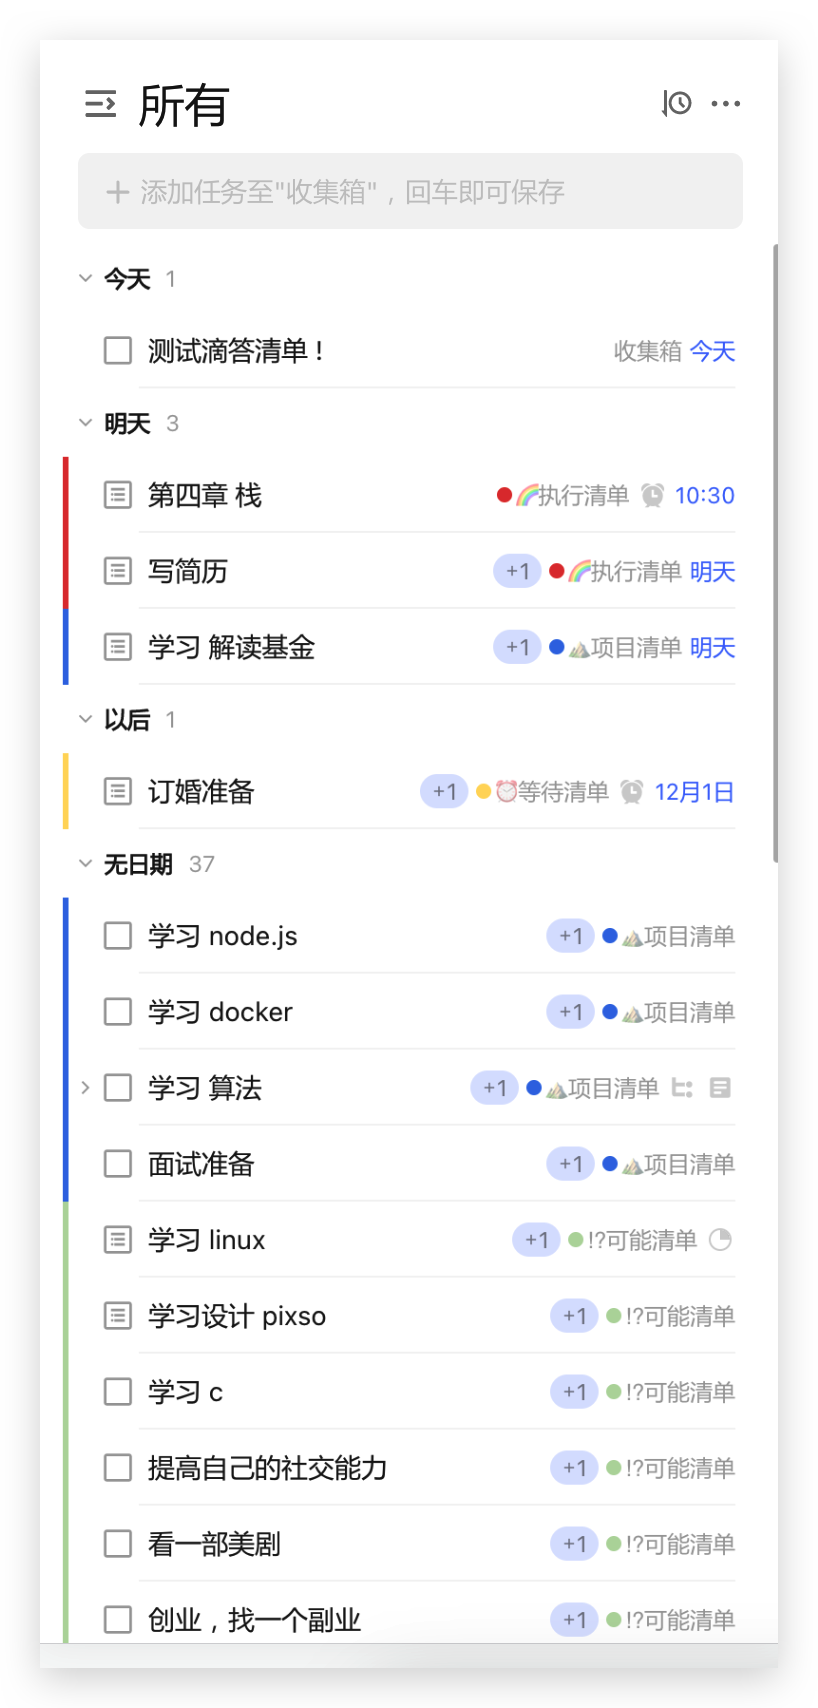 所有
添加任务至"收集箱"，回车即可保存
今天 1
测试滴答清单！ 收集箱 今天
明天 3
第四章 栈 🌈执行清单 10:30
写简历 +1 🌈执行清单 明天
学习 解读基金 +1 ⛰️项目清单 明天
以后 1
订婚准备 +1 ⏰等待清单 12月1日
无日期 37
学习 node.js +1 ⛰️项目清单
学习 docker +1 ⛰️项目清单
学习 算法 +1 ⛰️项目清单
面试准备 +1 ⛰️项目清单
学习 linux +1 !?可能清单
学习设计 pixso +1 !?可能清单
学习 c +1 !?可能清单
提高自己的社交能力 +1 !?可能清单
看一部美剧 +1 !?可能清单
创业，找一个副业 +1 !?可能清单